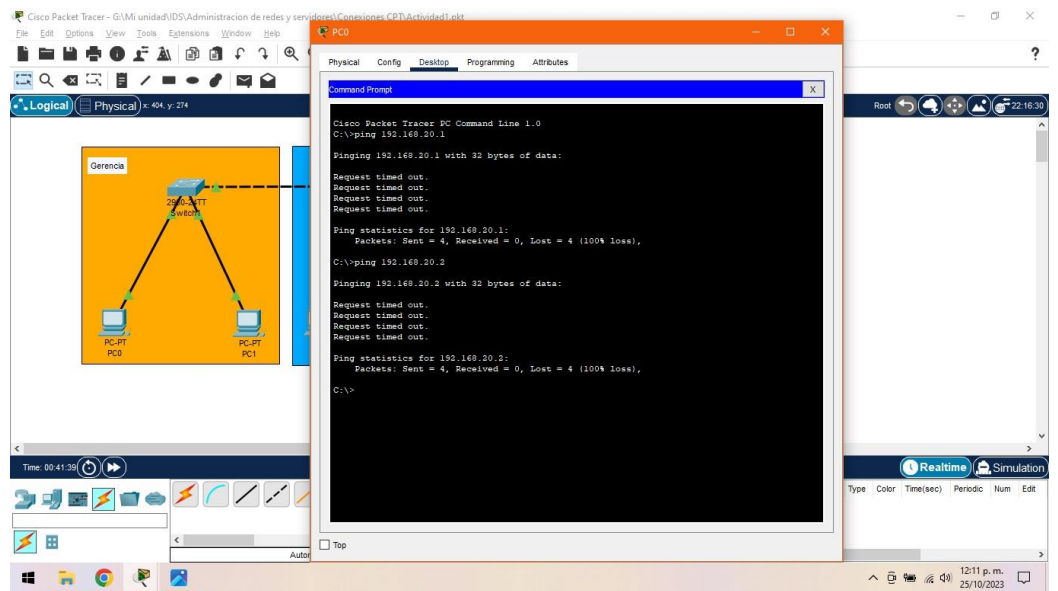 Cisco Packet Tracer - G:\Mi unidad\IDS\Administracion de redes y servidores\Conexiones CPT\Actividad1.pkt
File Edit Options View Tools Extensions Window Help
?
Logical Physical x: 404, y: 274
Root 22:16:30
Gerencia
2960-24TT
PC-PT
PC0
PC-PT
PC1
PC0
Physical Config Desktop Programming Attributes
Command Prompt X
Cisco Packet Tracer PC Command Line 1.0
C:\>ping 192.168.20.1
Pinging 192.168.20.1 with 32 bytes of data:
Request timed out.
Request timed out.
Request timed out.
Request timed out.
Ping statistics for 192.168.20.1:
Packets: Sent = 4, Received = 0, Lost = 4 (100% loss),
C:\>ping 192.168.20.2
Pinging 192.168.20.2 with 32 bytes of data:
Request timed out.
Request timed out.
Request timed out.
Request timed out.
Ping statistics for 192.168.20.2:
Packets: Sent = 4, Received = 0, Lost = 4 (100% loss),
C:\>
Top
Time: 00:41:39
Realtime Simulation
Type Color Time(sec) Periodic Num Edit
12:11 p. m.
25/10/2023